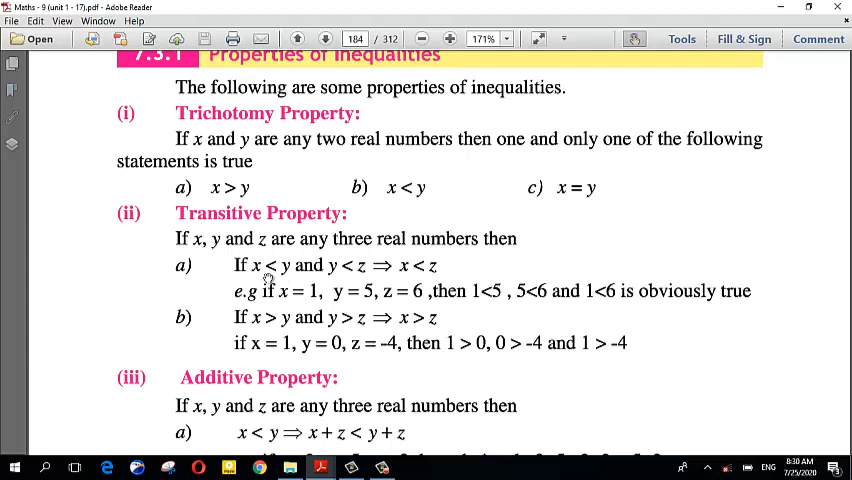 Maths - 9 (unit 1 - 17).pdf - Adobe Reader
File Edit View Window Help
Open 184 / 312 171% Tools Fill & Sign Comment
7.3.1 Properties of Inequalities
The following are some properties of inequalities.
(i) Trichotomy Property:
If x and y are any two real numbers then one and only one of the following
statements is true
a) x > y b) x < y c) x = y
(ii) Transitive Property:
If x, y and z are any three real numbers then
a) If x < y and y < z ⇒ x < z
e.g if x = 1, y = 5, z = 6 ,then 1<5 , 5<6 and 1<6 is obviously true
b) If x > y and y > z ⇒ x > z
if x = 1, y = 0, z = -4, then 1 > 0, 0 > -4 and 1 > -4
(iii) Additive Property:
If x, y and z are any three real numbers then
a) x < y ⇒ x + z < y + z
ENG
8:30 AM
7/25/2020